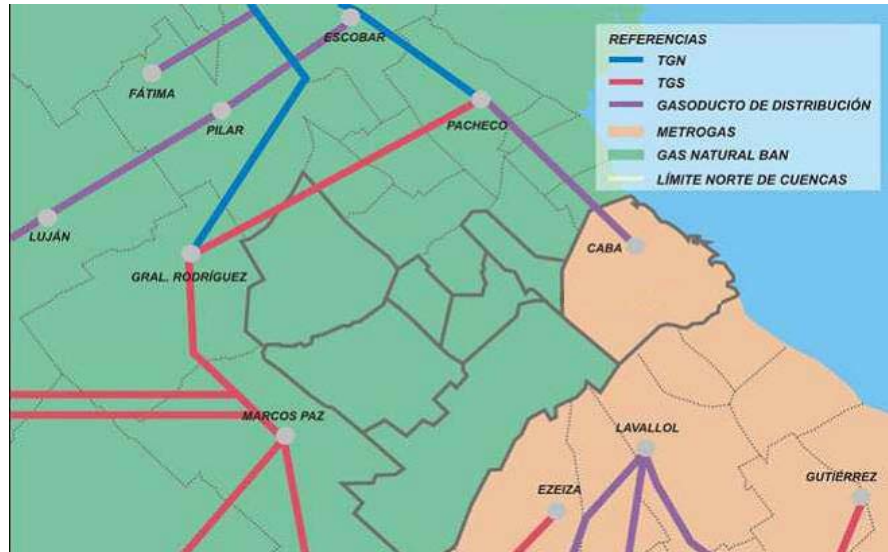 ESCOBAR
FÁTIMA
PILAR
PACHECO
LUJÁN
GRAL. RODRÍGUEZ
CABA
MARCOS PAZ
LAVALLOL
EZEIZA
GUTIÉRREZ
REFERENCIAS
TGN
TGS
GASODUCTO DE DISTRIBUCIÓN
METROGAS
GAS NATURAL BAN
LÍMITE NORTE DE CUENCAS